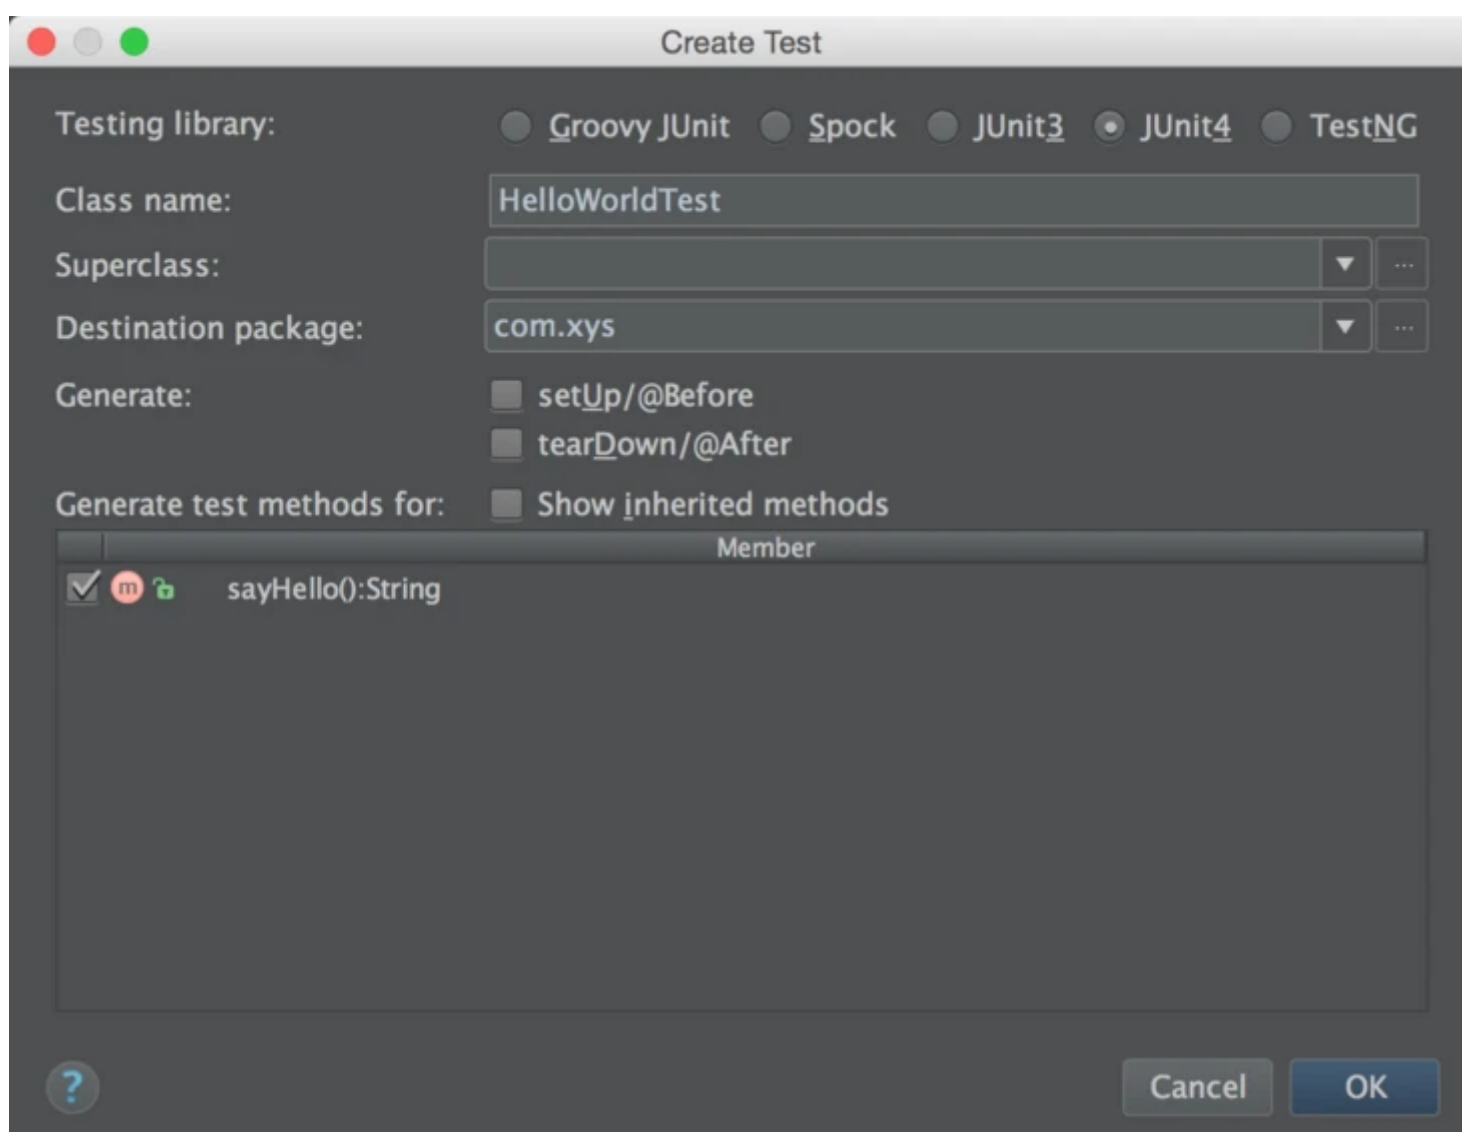 Create Test
Testing library: Groovy JUnit Spock JUnit3 JUnit4 TestNG
Class name: HelloWorldTest
Superclass: ...
Destination package: com.xys ...
Generate: setUp/@Before
tearDown/@After
Generate test methods for: Show inherited methods
Member
m sayHello():String
? Cancel OK